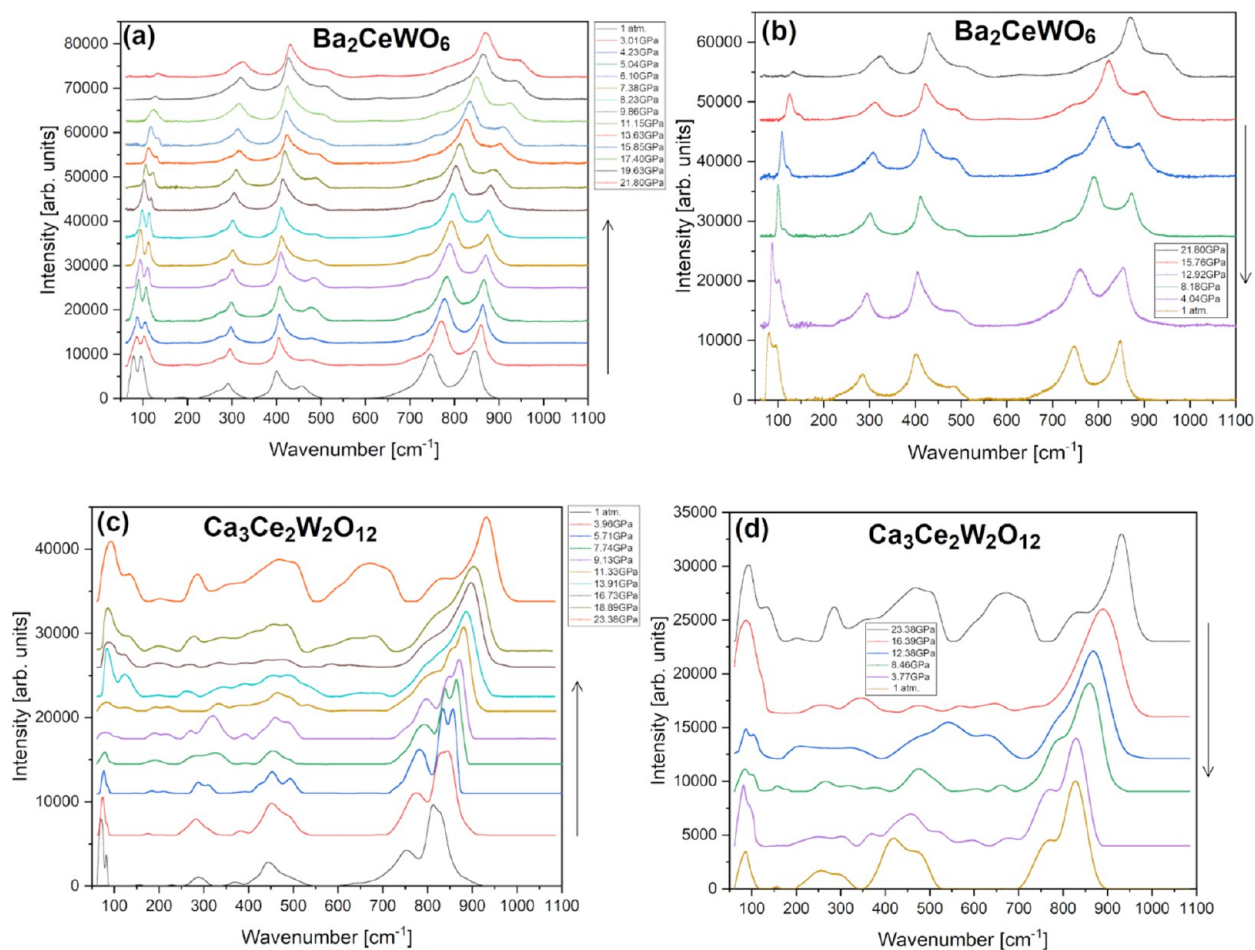 (a)
Ba₂CeWO₆
80000
70000
60000
50000
40000
30000
20000
10000
0
Intensity [arb. units]
100 200 300 400 500 600 700 800 900 1000 1100
Wavenumber [cm⁻¹]
1 atm.
3.01GPa
4.23GPa
5.04GPa
6.10GPa
7.38GPa
8.23GPa
9.86GPa
11.15GPa
13.63GPa
15.85GPa
17.40GPa
19.63GPa
21.80GPa
(b)
Ba₂CeWO₆
60000
50000
40000
30000
20000
10000
0
Intensity [arb. units]
100 200 300 400 500 600 700 800 900 1000 1100
Wavenumber [cm⁻¹]
21.80GPa
15.76GPa
12.92GPa
8.18GPa
4.04GPa
1 atm.
(c)
Ca₃Ce₂W₂O₁₂
40000
30000
20000
10000
0
Intensity [arb. units]
100 200 300 400 500 600 700 800 900 1000 1100
Wavenumber [cm⁻¹]
1 atm.
3.96GPa
5.71GPa
7.74GPa
9.13GPa
11.33GPa
13.91GPa
16.73GPa
18.89GPa
23.38GPa
(d)
Ca₃Ce₂W₂O₁₂
35000
30000
25000
20000
15000
10000
5000
0
Intensity [arb. units]
100 200 300 400 500 600 700 800 900 1000 1100
Wavenumber [cm⁻¹]
23.38GPa
16.39GPa
12.38GPa
8.46GPa
3.77GPa
1 atm.